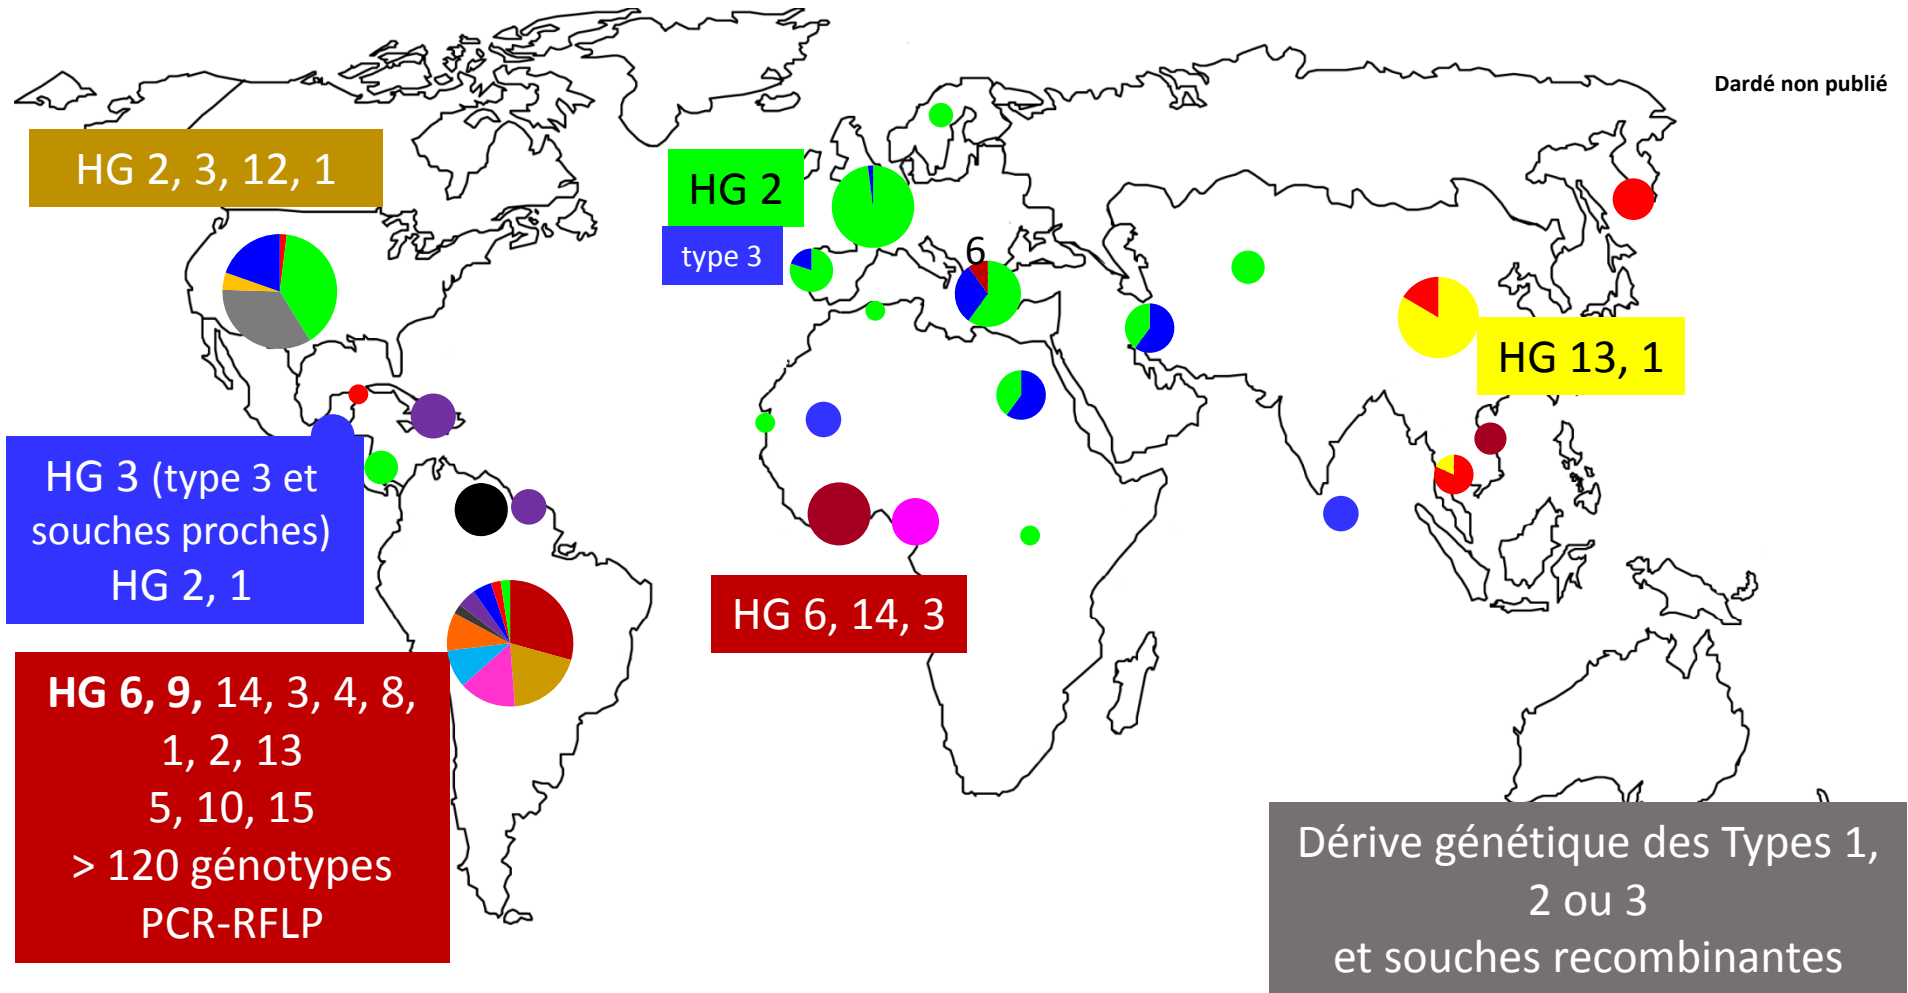 Dardé non publié
HG 2, 3, 12, 1
HG 2
type 3
6
HG 13, 1
HG 3 (type 3 et
souches proches)
HG 2, 1
HG 6, 14, 3
HG 6, 9, 14, 3, 4, 8,
1, 2, 13
5, 10, 15
> 120 génotypes
PCR-RFLP
Dérive génétique des Types 1,
2 ou 3
et souches recombinantes